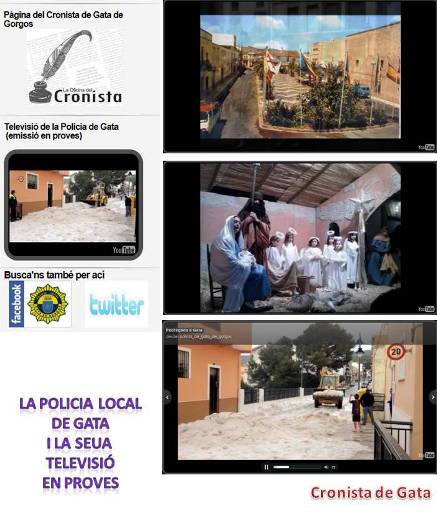 Pàgina del Cronista de Gata de
Gorgos
La Oficina del
Cronista
Televisió de la Policia de Gata
(emissió en proves)
YouTube
Busca'ns també per aci
facebook
twitter
LA POLICIA LOCAL
DE GATA
I LA SEUA
TELEVISIÓ
EN PROVES
YouTube
YouTube
Pedregada a Gata
20
Cronista de Gata